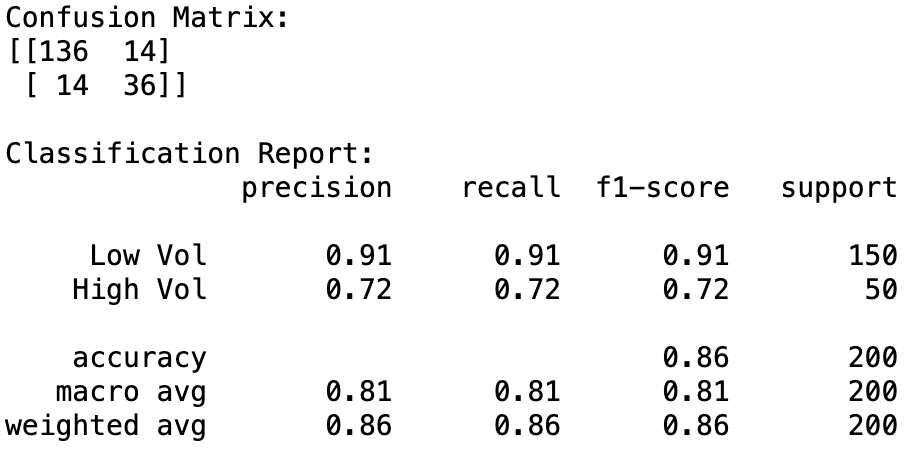 Confusion Matrix:
[[136  14]
 [ 14  36]]
Classification Report:
              precision    recall  f1-score   support
     Low Vol       0.91      0.91      0.91       150
    High Vol       0.72      0.72      0.72        50
    accuracy                           0.86       200
   macro avg       0.81      0.81      0.81       200
weighted avg       0.86      0.86      0.86       200